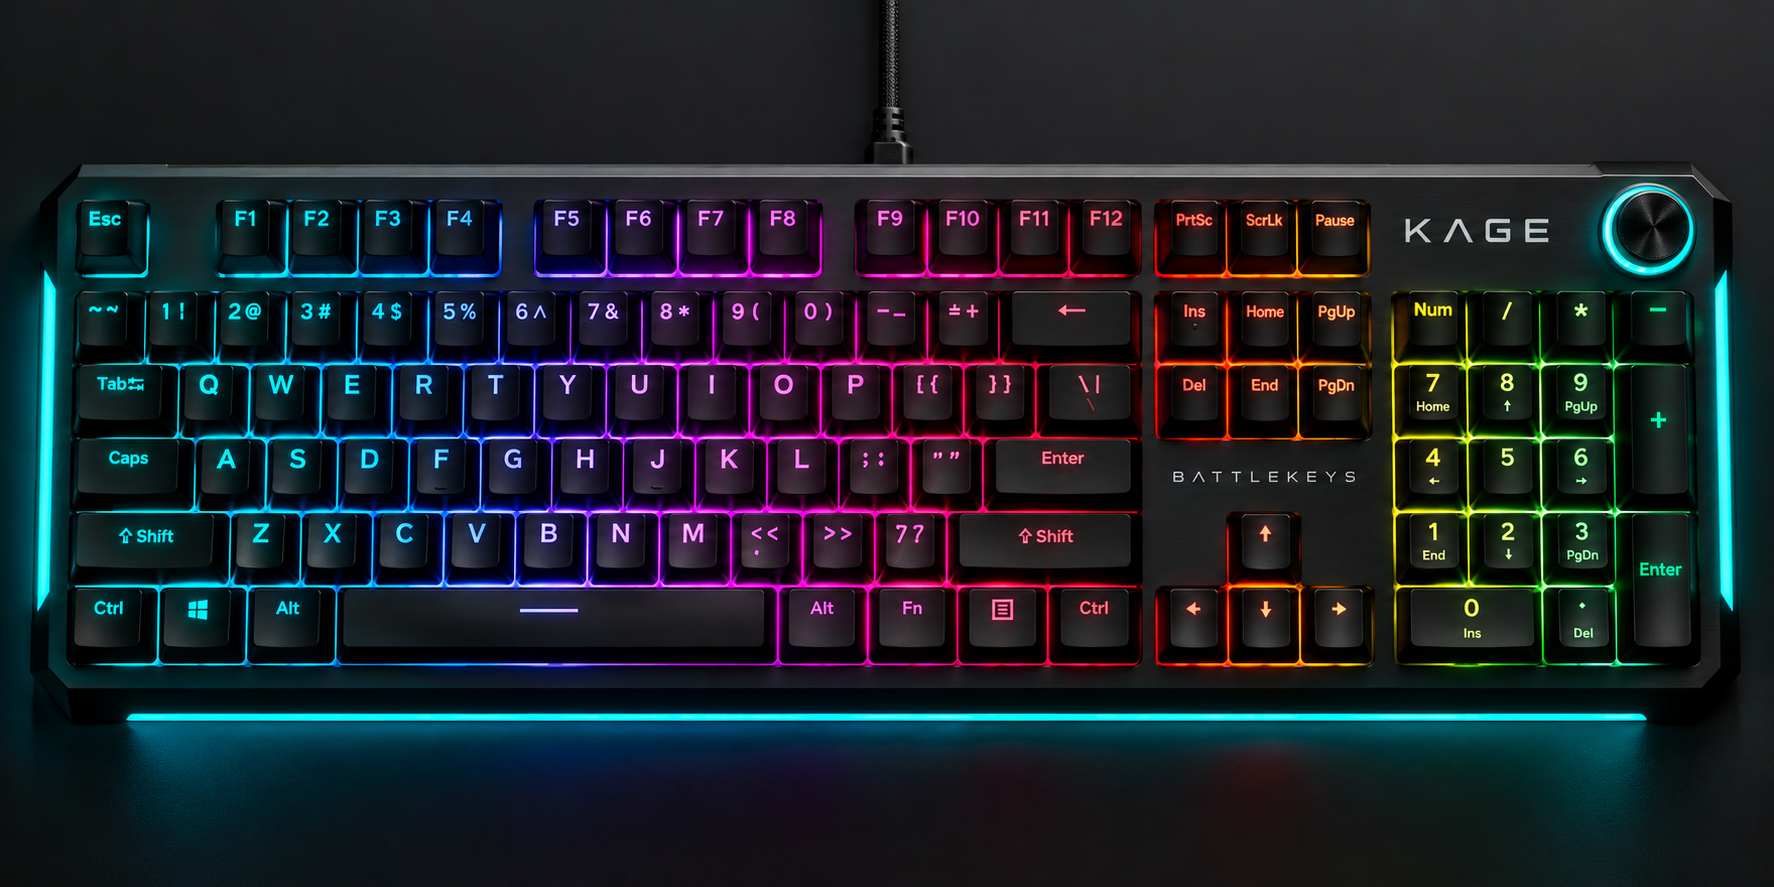 Esc F1 F2 F3 F4 F5 F6 F7 F8 F9 F10 F11 F12 PrtSc ScrLk Pause KAGE
~ ~ 1 ! 2 @ 3 # 4 $ 5 % 6 ^ 7 & 8 * 9 ( 0 ) - _ = + ← Ins Home PgUp Num / * −
Tab Q W E R T Y U I O P [ { } } \ | Del End PgDn 7 Home 8 ↑ 9 PgUp +
Caps A S D F G H J K L ; : " " Enter 4 ← 5 6 →
BATTLEKEYS
⇧ Shift Z X C V B N M < < > > 7 ? ⇧ Shift ↑ 1 End 2 ↓ 3 PgDn Enter
Ctrl Alt Alt Fn Ctrl ← ↓ → 0 Ins . Del